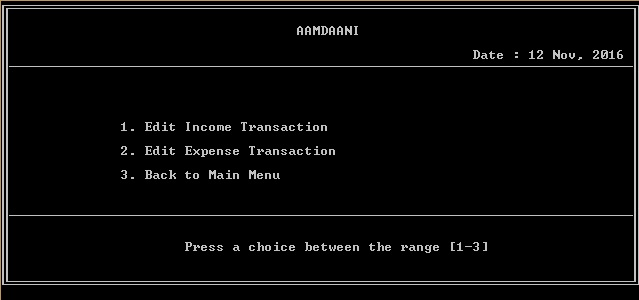 AAMDAANI
Date : 12 Nov, 2016
1. Edit Income Transaction
2. Edit Expense Transaction
3. Back to Main Menu
Press a choice between the range [1-3]